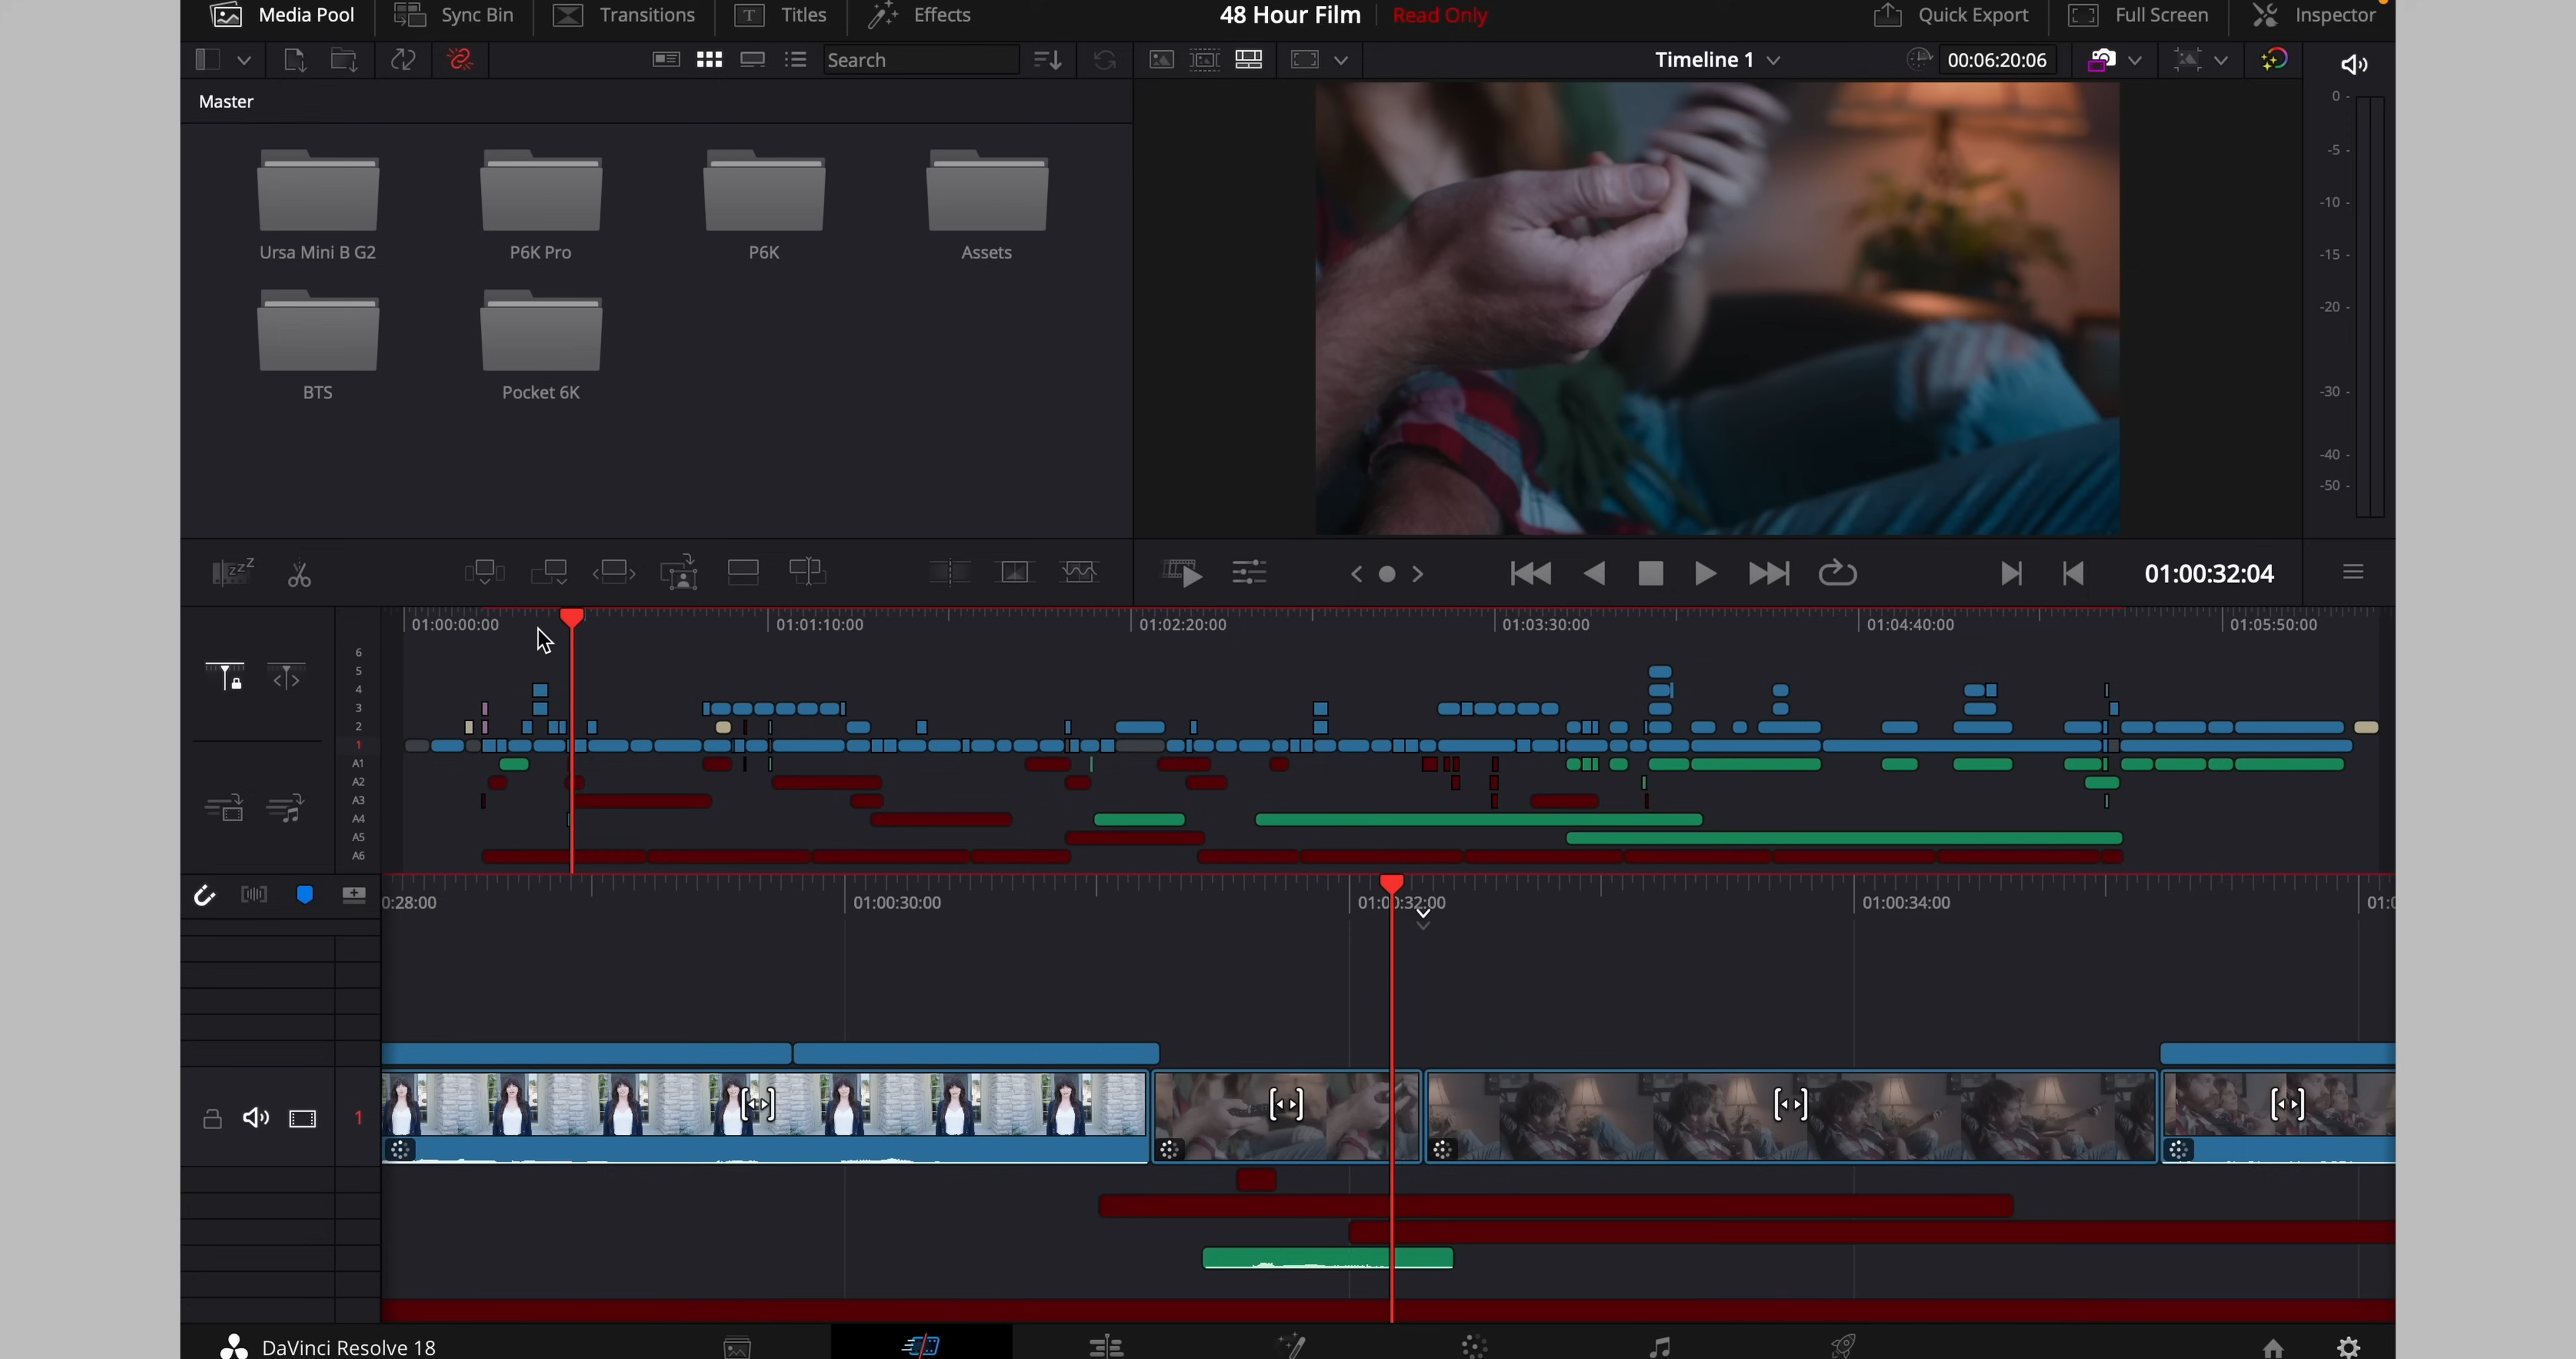 Media Pool Sync Bin Transitions Titles Effects 48 Hour Film Read Only Quick Export Full Screen Inspector
Search Timeline 1 00:06:20:06
Master
0
-5
-10
-15
-20
-30
-40
-50
Ursa Mini B G2 P6K Pro P6K Assets
BTS Pocket 6K
01:00:32:04
01:00:00:00 01:01:10:00 01:02:20:00 01:03:30:00 01:04:40:00 01:05:50:00
6
5
4
3
2
1
A1
A2
A3
A4
A5
A6
0:28:00 01:00:30:00 01:00:32:00 01:00:34:00 01:0
1
DaVinci Resolve 18